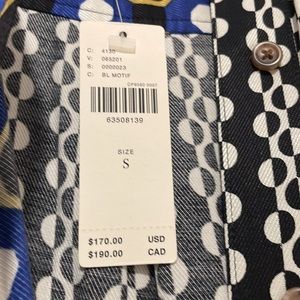 C: 4130
V: 063201
S: 0000023
C: BL MOTIF
63508139
SIZE
S
$170.00 USD
$190.00 CAD